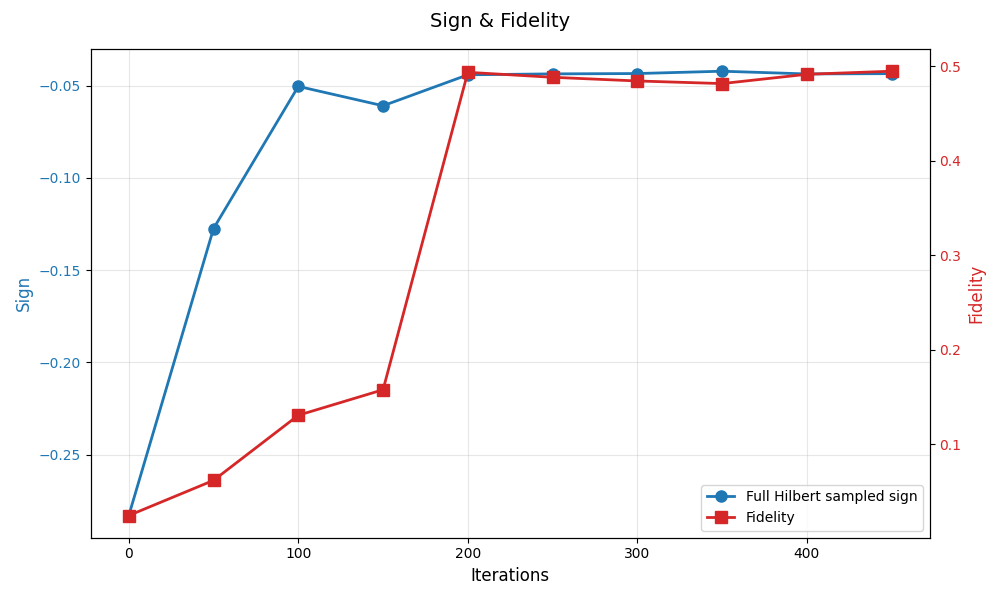 Sign & Fidelity
Sign
−0.05
−0.10
−0.15
−0.20
−0.25
0.5
0.4
0.3
0.2
0.1
Fidelity
Full Hilbert sampled sign
Fidelity
0 100 200 300 400
Iterations